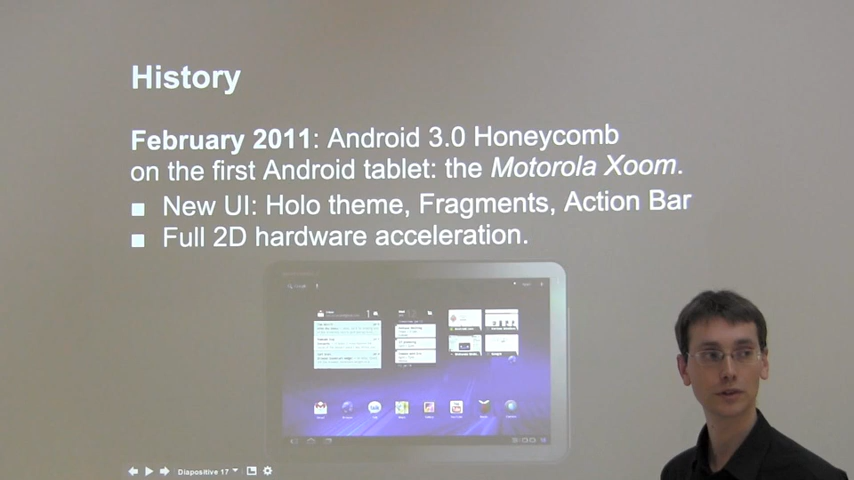 History
February 2011: Android 3.0 Honeycomb
on the first Android tablet: the Motorola Xoom.
■ New UI: Holo theme, Fragments, Action Bar
■ Full 2D hardware acceleration.
Diapositive 17